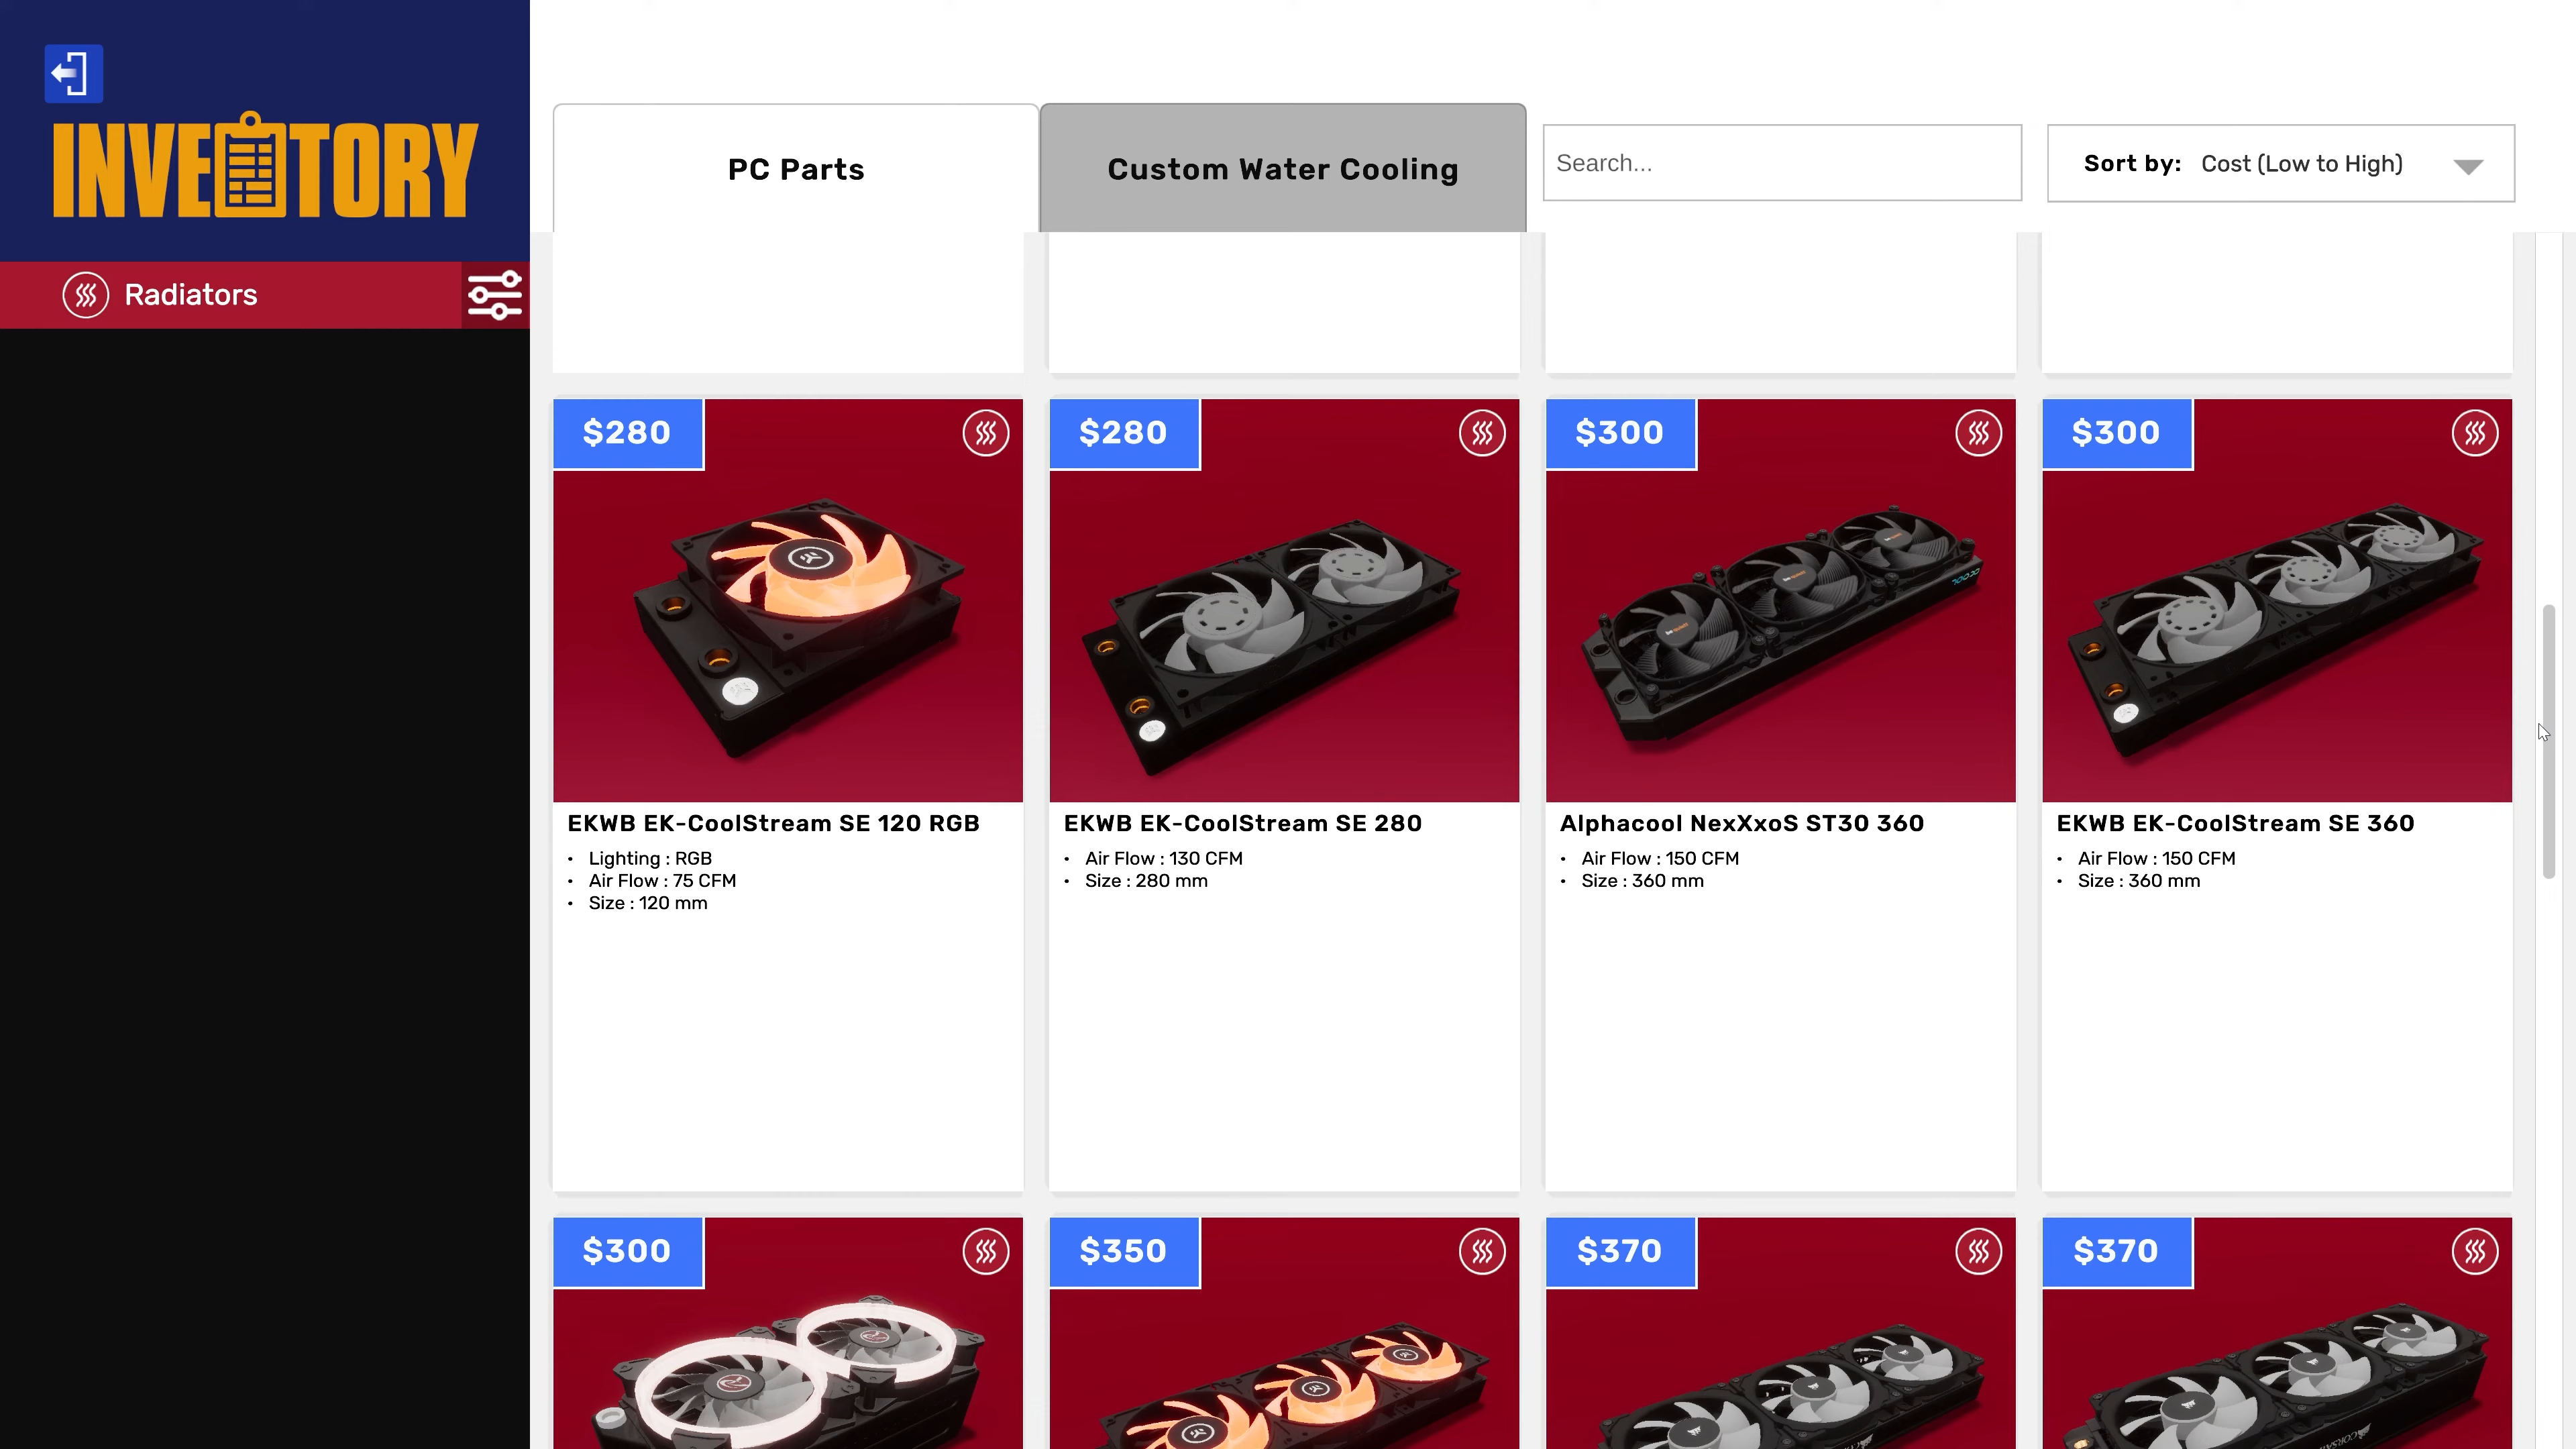 INVENTORY
Radiators
PC Parts
Custom Water Cooling
Search...
Sort by: Cost (Low to High)
$280
$280
$300
$300
EKWB EK-CoolStream SE 120 RGB
• Lighting : RGB
• Air Flow : 75 CFM
• Size : 120 mm
EKWB EK-CoolStream SE 280
• Air Flow : 130 CFM
• Size : 280 mm
Alphacool NexXxoS ST30 360
• Air Flow : 150 CFM
• Size : 360 mm
EKWB EK-CoolStream SE 360
• Air Flow : 150 CFM
• Size : 360 mm
$300
$350
$370
$370